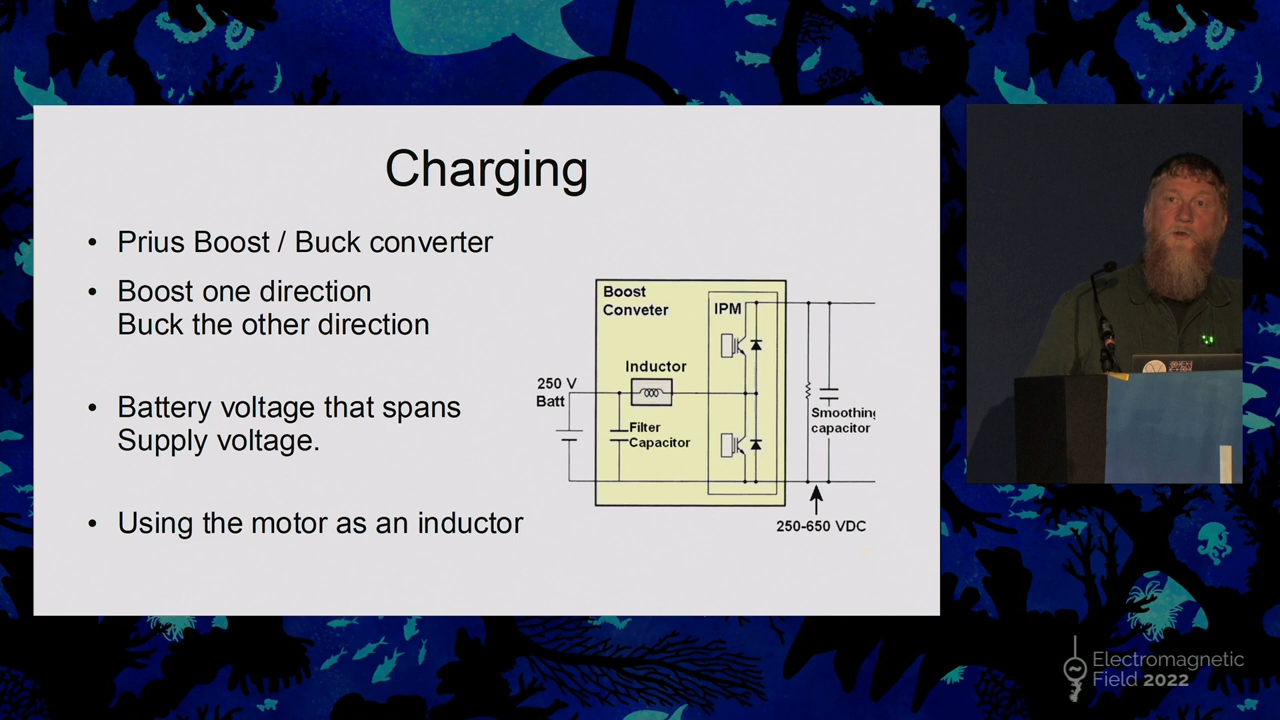 Charging
• Prius Boost / Buck converter
• Boost one direction
Buck the other direction
• Battery voltage that spans
Supply voltage.
• Using the motor as an inductor
Boost
Conveter
IPM
Inductor
250 V
Batt
Filter
Capacitor
Smoothing
capacitor
250-650 VDC
Electromagnetic
Field 2022